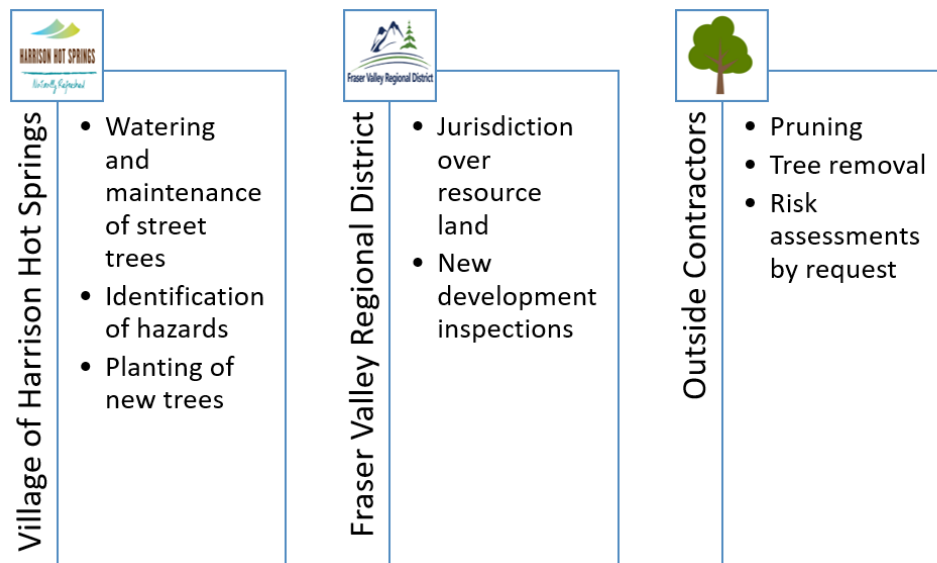 HARRISON HOT SPRINGS
Naturally Refreshed
Village of Harrison Hot Springs
• Watering
and
maintenance
of street
trees
• Identification
of hazards
• Planting of
new trees
Fraser Valley Regional District
Fraser Valley Regional District
• Jurisdiction
over
resource
land
• New
development
inspections
Outside Contractors
• Pruning
• Tree removal
• Risk
assessments
by request